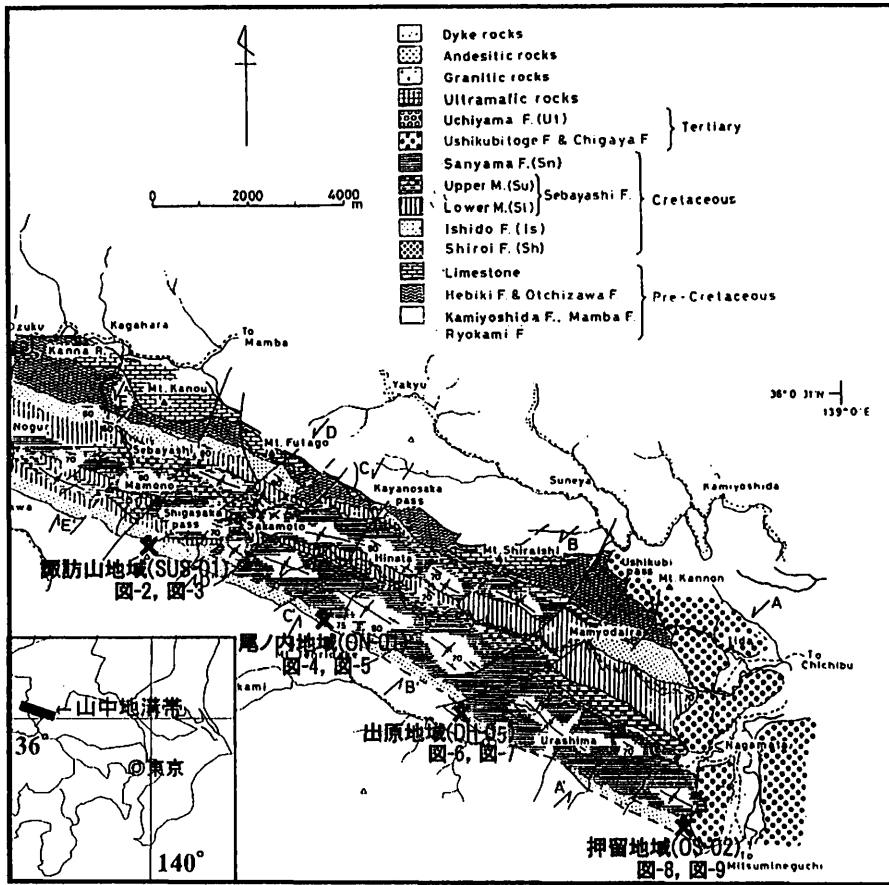 Dyke rocks
Andesitic rocks
Granitic rocks
Ultramafic rocks
Uchiyama F. (Ut)
Ushikubitoge F & Chigaya F
Tertiary
Sanyama F. (Sn)
Upper M. (Su)
Lower M. (Sl)
Sebayashi F.
Ishido F. (Is)
Shiroi F. (Sh)
Cretaceous
Limestone
Hebiki F. & Otchizawa F.
Kamiyoshida F., Mamba F.
Ryokami F
Pre-Cretaceous
0 2000 4000
m
Ozuku
Kagahara
To
Mamba
Kanna R.
Mt. Kanou
Yakyu
36°0'31"N
139°0'E
Nogur
Sebayashi
Mt. Futago
D
C
Kayanosaka
pass
Suneya
Kamiyoshida
Mamono
Shigasaka
pass
Sakamoto
Hinata
Mt. Shiraishi
B
Ushikubi
pass
Mt. Kannon
A
E'
諏訪山地域(SUS-01)
図-2, 図-3
D'
C'
尾ノ内地域(ON-01)
図-4, 図-5
Mamyodaira
Iida
To
Chichibu
kami
B'
出原地域(DH-05)
図-6, 図-7
Urashima
Nagamata
A'
押留地域(OS-02)
図-8, 図-9
To
Mitsumineguchi
←山中地溝帯
36°
◎東京
140°